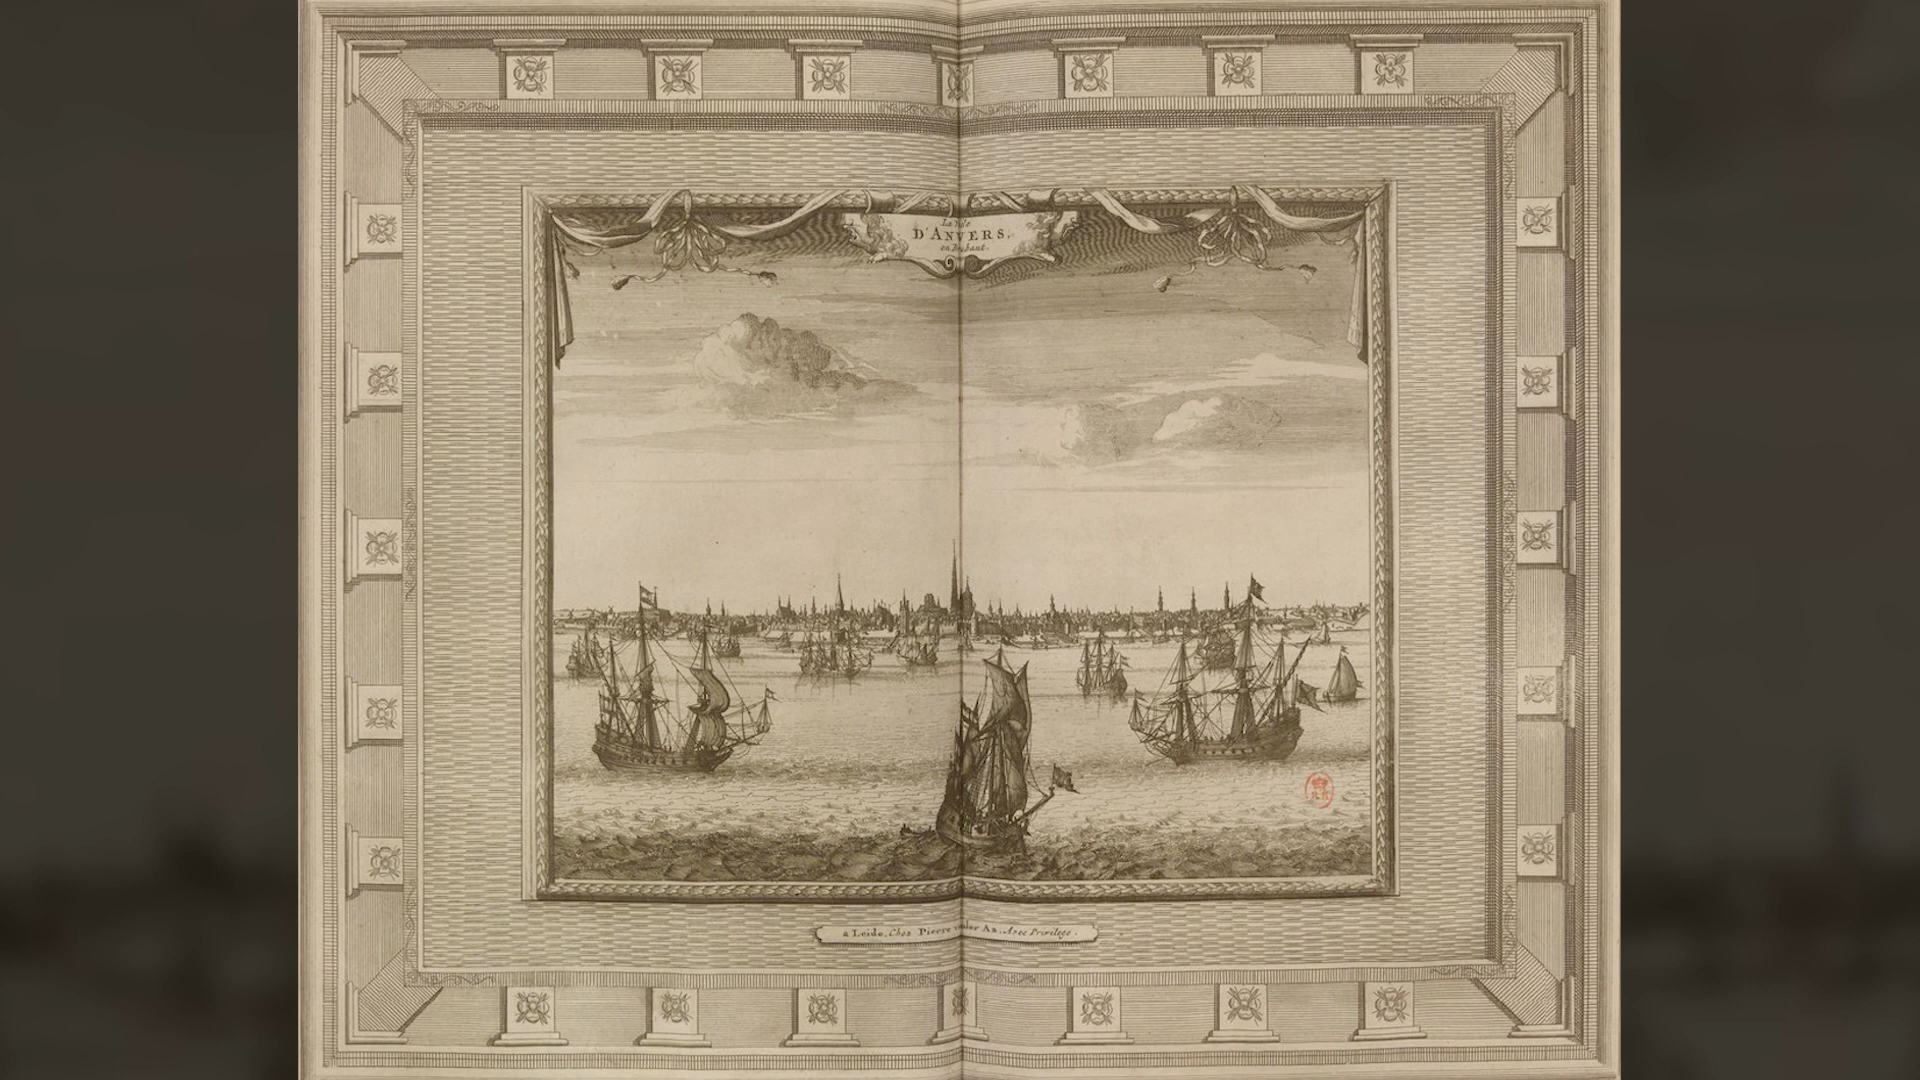 La Ville
D'ANVERS,
en Brabant.
a Leide, Chez Pierre vander Aa, Avec Privilege.